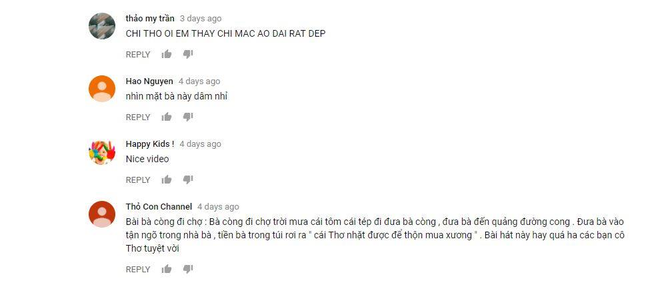 thảo my trần 3 days ago
CHI THO OI EM THAY CHI MAC AO DAI RAT DEP
REPLY
Hao Nguyen 4 days ago
nhìn mặt bà này dâm nhỉ
REPLY
Happy Kids ! 4 days ago
Nice video
REPLY
Thỏ Con Channel 4 days ago
Bài bà còng đi chợ : Bà còng đi chợ trời mưa cái tôm cái tép đi đưa bà còng , đưa bà đến quảng đường cong . Đưa bà vào
tận ngõ trong nhà bà , tiền bà trong túi rơi ra " cái Thơ nhặt được để thộn mua xương " . Bài hát này hay quá ha các bạn cô
Thơ tuyệt vời
REPLY